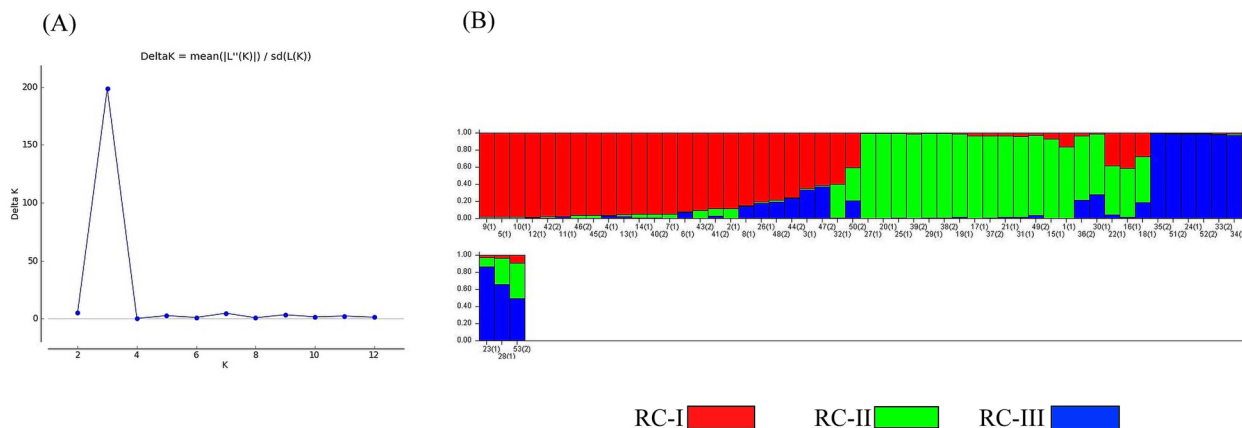 (A)
DeltaK = mean(|L''(K)|) / sd(L(K))
200
150
100
50
0
Delta K
2 4 6 8 10 12
K
(B)
1.00
0.80
0.60
0.40
0.20
0.00
9(1) 10(1) 42(2) 46(2) 4(1) 14(1) 7(1) 43(2) 2(1) 26(1) 44(2) 47(2) 50(2) 20(1) 39(2) 38(2) 17(1) 21(1) 49(2) 1(1) 30(1) 16(1) 35(2) 24(1) 33(2)
5(1) 12(1) 11(1) 45(2) 13(1) 40(2) 6(1) 41(2) 8(1) 48(2) 3(1) 32(1) 27(1) 25(1) 29(1) 19(1) 37(2) 31(1) 15(1) 36(2) 22(1) 18(1) 51(2) 52(2) 34(
1.00
0.80
0.60
0.40
0.20
0.00
23(1) 53(2)
28(1)
RC-I RC-II RC-III